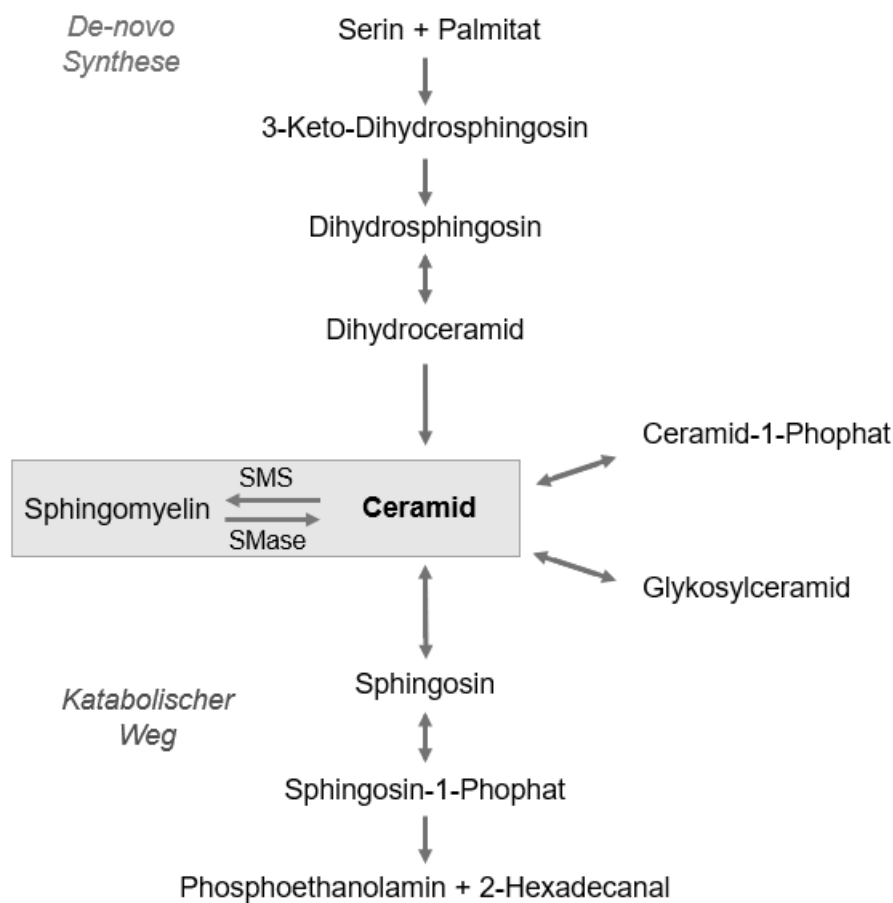 De-novo
Synthese
Serin + Palmitat
3-Keto-Dihydrosphingosin
Dihydrosphingosin
Dihydroceramid
Ceramid-1-Phophat
SMS
Sphingomyelin
Ceramid
SMase
Glykosylceramid
Sphingosin
Katabolischer
Weg
Sphingosin-1-Phophat
Phosphoethanolamin + 2-Hexadecanal